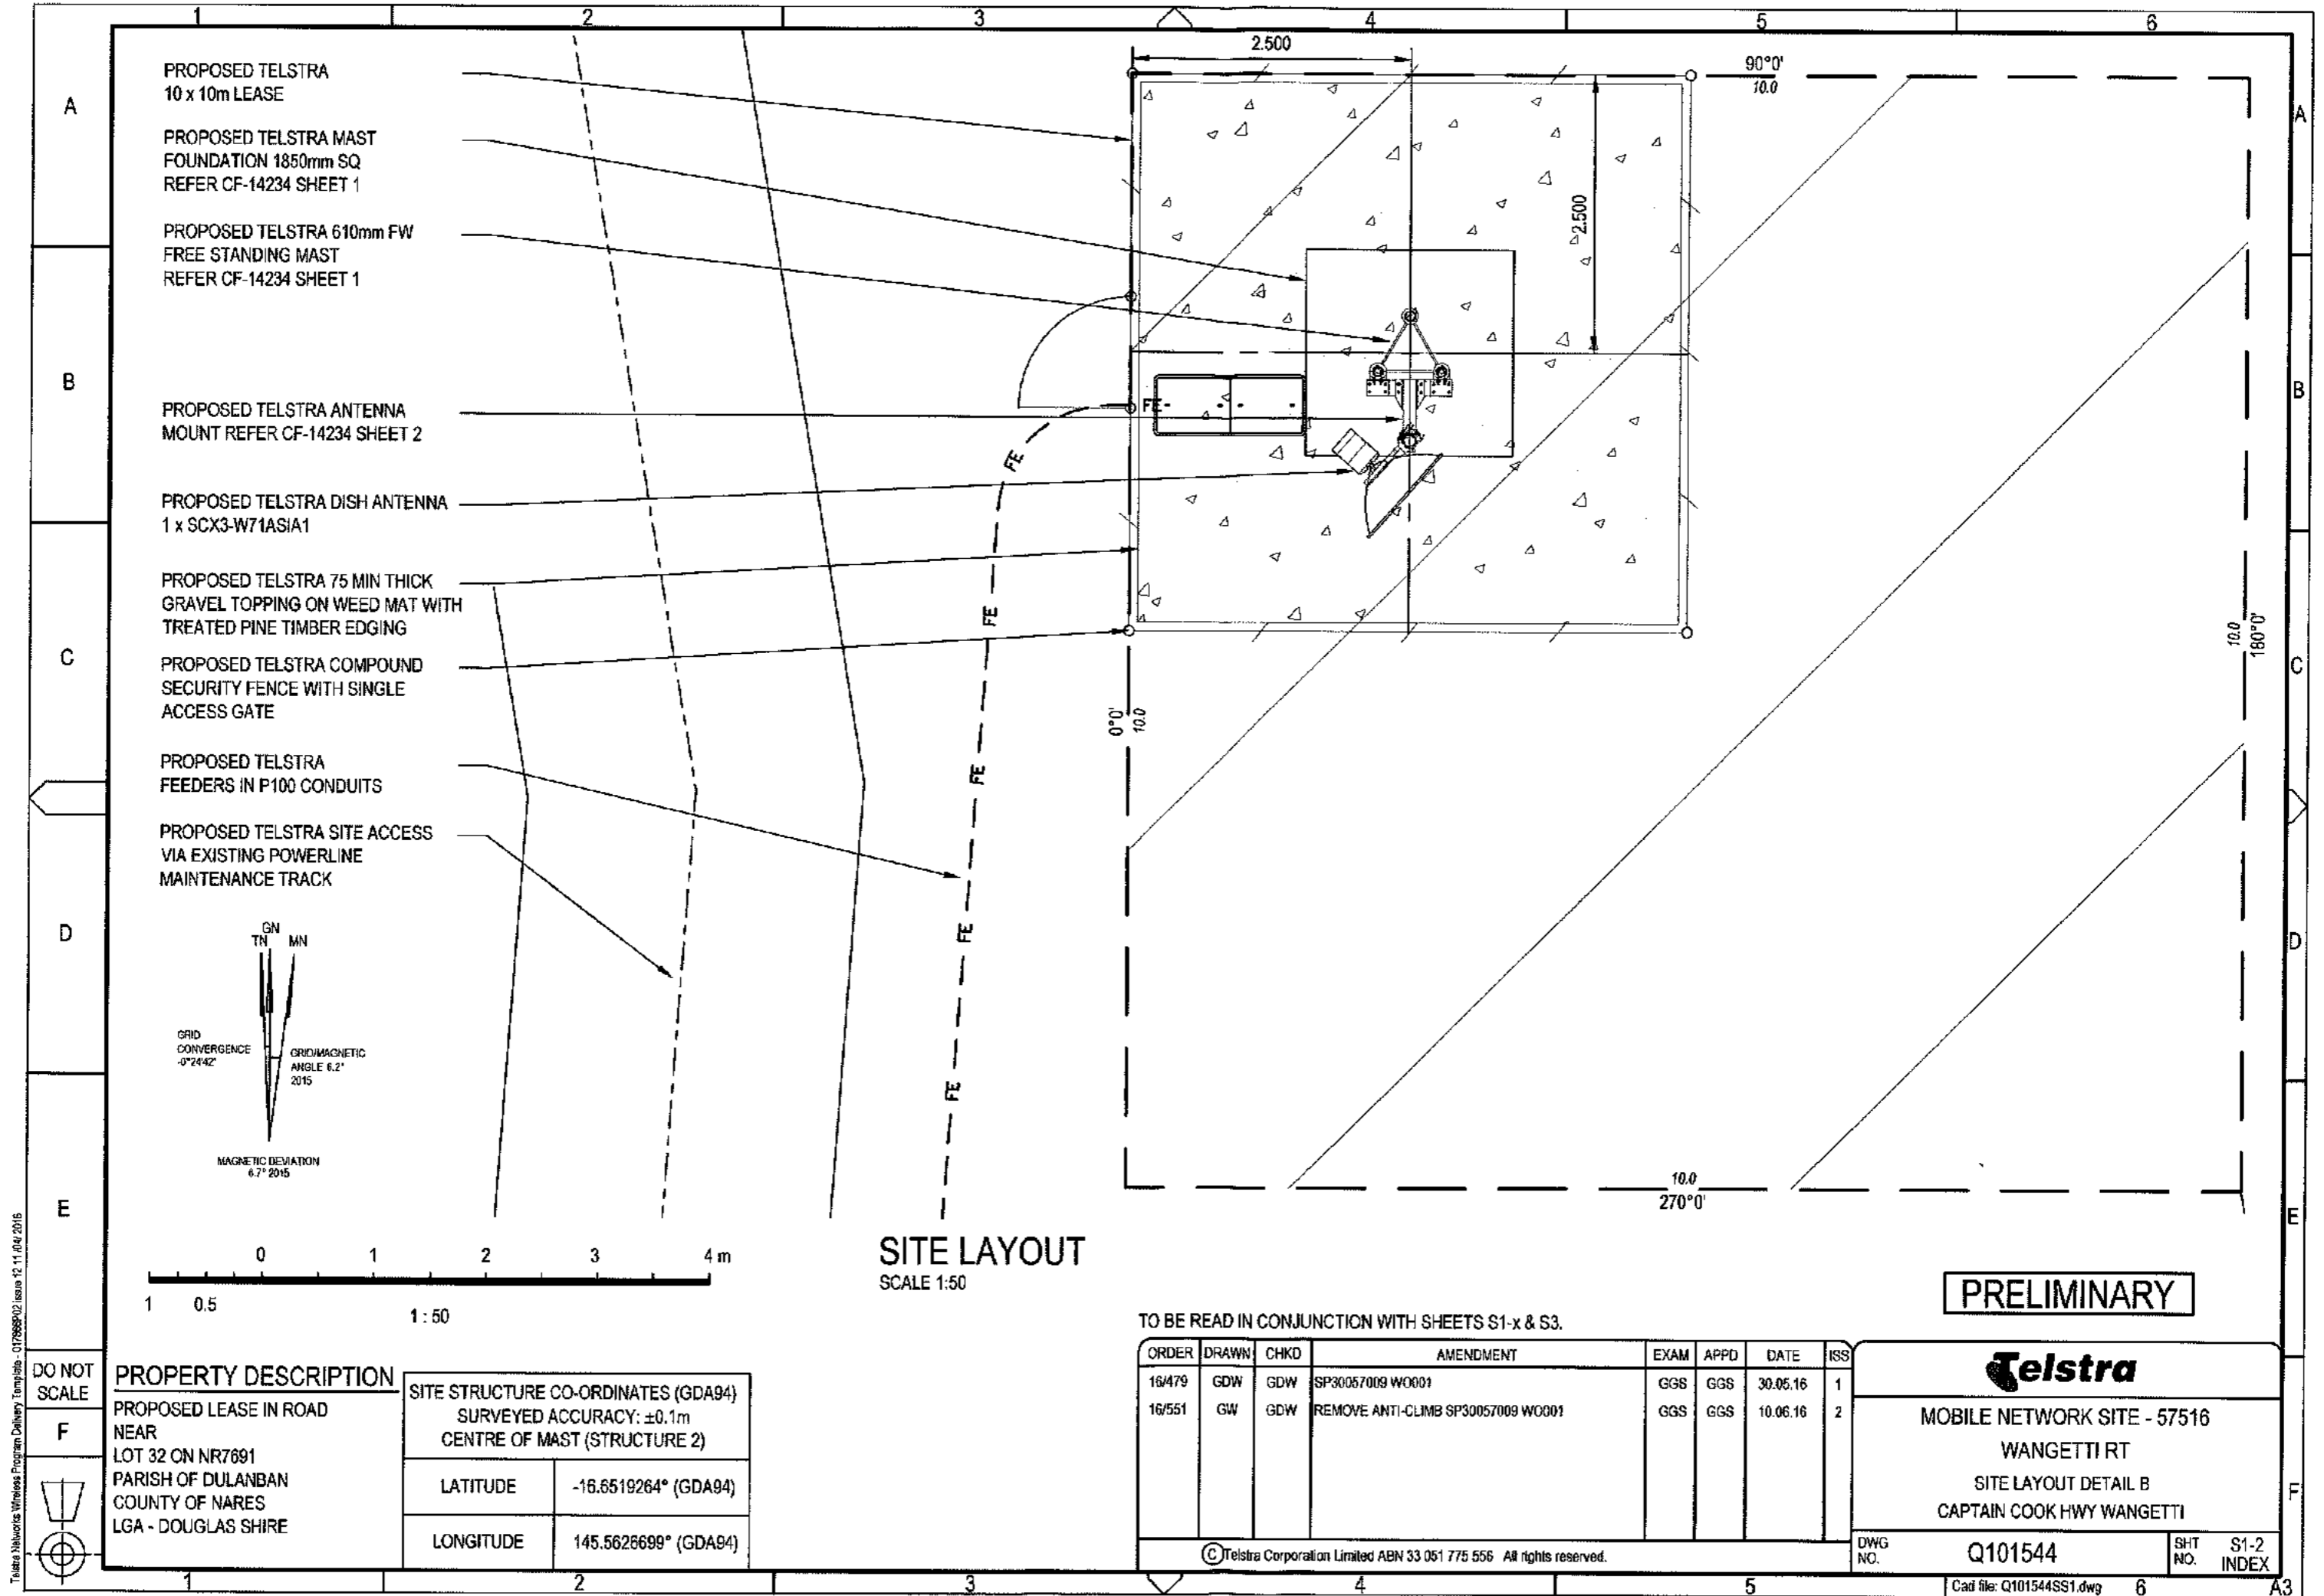 1 2 3 4 5 6
A
B
C
D
E
F
A
B
C
D
E
F
PROPOSED TELSTRA
10 x 10m LEASE
PROPOSED TELSTRA MAST
FOUNDATION 1850mm SQ
REFER CF-14234 SHEET 1
PROPOSED TELSTRA 610mm FW
FREE STANDING MAST
REFER CF-14234 SHEET 1
PROPOSED TELSTRA ANTENNA
MOUNT REFER CF-14234 SHEET 2
PROPOSED TELSTRA DISH ANTENNA
1 x SCX3-W71ASIA1
PROPOSED TELSTRA 75 MIN THICK
GRAVEL TOPPING ON WEED MAT WITH
TREATED PINE TIMBER EDGING
PROPOSED TELSTRA COMPOUND
SECURITY FENCE WITH SINGLE
ACCESS GATE
PROPOSED TELSTRA
FEEDERS IN P100 CONDUITS
PROPOSED TELSTRA SITE ACCESS
VIA EXISTING POWERLINE
MAINTENANCE TRACK
2.500
2.500
90°0'
10.0
10.0
180°0'
0°0'
10.0
10.0
270°0'
FE
FE
FE
FE
FE
FE
GN
TN MN
GRID
CONVERGENCE
-0°24'42"
GRID/MAGNETIC
ANGLE 6.2°
2015
MAGNETIC DEVIATION
6.7° 2015
0 1 2 3 4 m
1 0.5
1 : 50
SITE LAYOUT
SCALE 1:50
PRELIMINARY
TO BE READ IN CONJUNCTION WITH SHEETS S1-x & S3.
DO NOT
SCALE
PROPERTY DESCRIPTION
PROPOSED LEASE IN ROAD
NEAR
LOT 32 ON NR7691
PARISH OF DULANBAN
COUNTY OF NARES
LGA - DOUGLAS SHIRE
SITE STRUCTURE CO-ORDINATES (GDA94)
SURVEYED ACCURACY: ±0.1m
CENTRE OF MAST (STRUCTURE 2)
LATITUDE -16.6519264° (GDA94)
LONGITUDE 145.5626699° (GDA94)
ORDER DRAWN CHKD AMENDMENT EXAM APPD DATE ISS
16/479 GDW GDW SP30057009 WO001 GGS GGS 30.05.16 1
16/551 GW GDW REMOVE ANTI-CLIMB SP30057009 WO001 GGS GGS 10.06.16 2
© Telstra Corporation Limited ABN 33 051 775 556 All rights reserved.
Telstra
MOBILE NETWORK SITE - 57516
WANGETTI RT
SITE LAYOUT DETAIL B
CAPTAIN COOK HWY WANGETTI
DWG
NO.
Q101544
SHT
NO.
S1-2
INDEX
1 2 3 4 5 6
Cad file: Q101544SS1.dwg
A3
Telstra Networks Wireless Program Delivery Template -